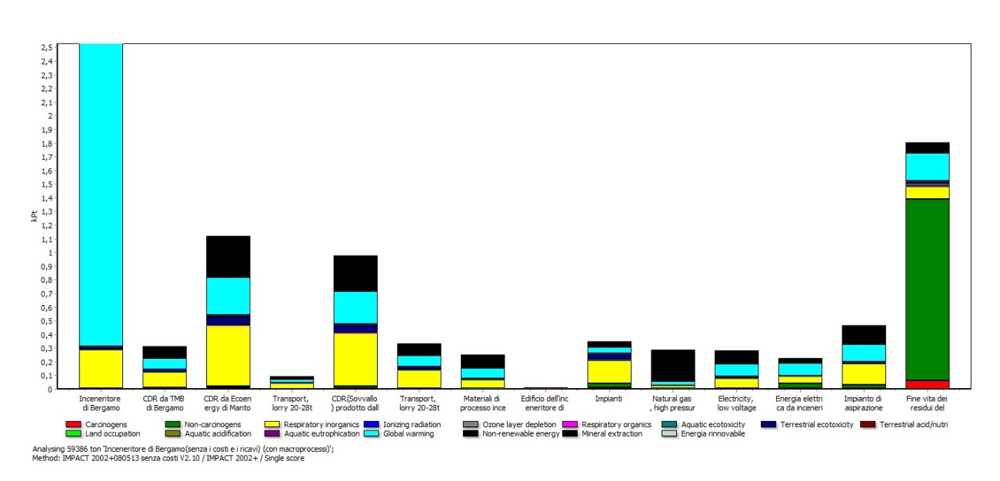 kPt
2,5
2,4
2,3
2,2
2,1
2
1,9
1,8
1,7
1,6
1,5
1,4
1,3
1,2
1,1
1
0,9
0,8
0,7
0,6
0,5
0,4
0,3
0,2
0,1
0
Inceneritore
di Bergamo
CDR da TMB
di Bergamo
CDR da Ecoen
ergy di Manto
Transport,
lorry 20-28t
CDR(Sovvallo
) prodotto dall
Transport,
lorry 20-28t
Materiali di
processo ince
Edificio dell'inc
eneritore di
Impianti
Natural gas
, high pressur
Electricity,
low voltage
Energia elettri
ca da inceneri
Impianto di
aspirazione
Fine vita dei
residui del
Carcinogens
Non-carcinogens
Respiratory inorganics
Ionizing radiation
Ozone layer depletion
Respiratory organics
Aquatic ecotoxicity
Terrestrial ecotoxicity
Terrestrial acid/nutri
Land occupation
Aquatic acidification
Aquatic eutrophication
Global warming
Non-renewable energy
Mineral extraction
Energia rinnovabile
Analysing 59386 ton 'Inceneritore di Bergamo(senza i costi e i ricavi) (con macroprocessi)';
Method: IMPACT 2002+080513 senza costi V2.10 / IMPACT 2002+ / Single score